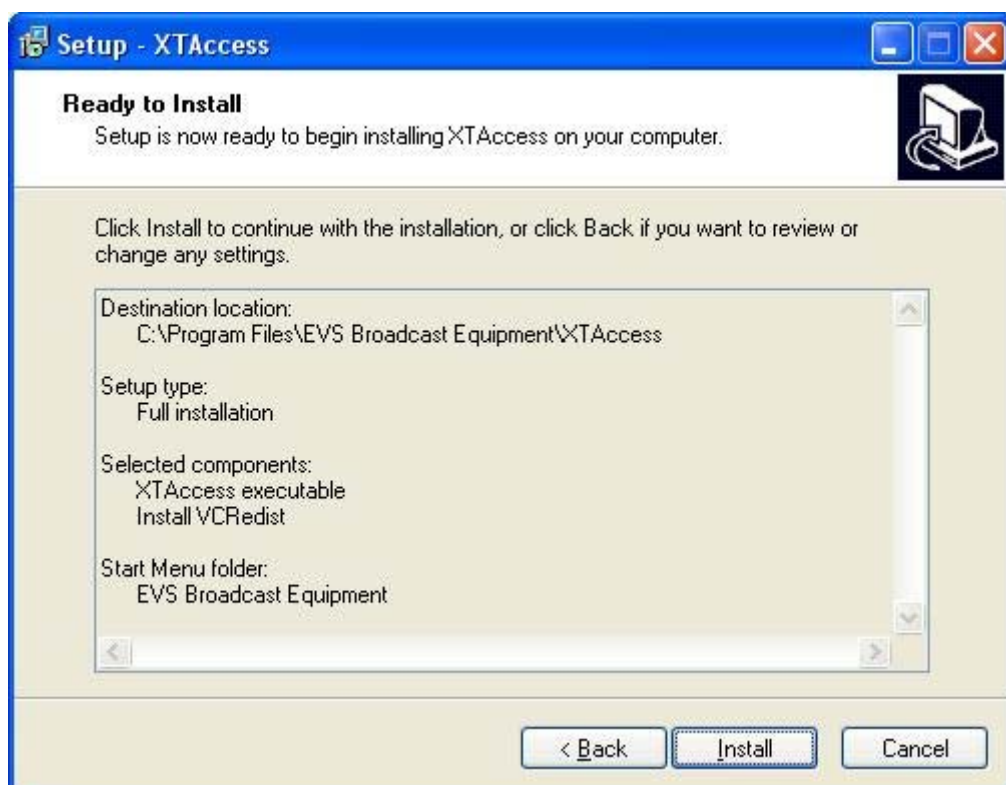 Setup - XTAccess
Ready to Install
Setup is now ready to begin installing XTAccess on your computer.
Click Install to continue with the installation, or click Back if you want to review or
change any settings.
Destination location:
C:\Program Files\EVS Broadcast Equipment\XTAccess
Setup type:
Full installation
Selected components:
XTAccess executable
Install VCRedist
Start Menu folder:
EVS Broadcast Equipment
< Back
Install
Cancel